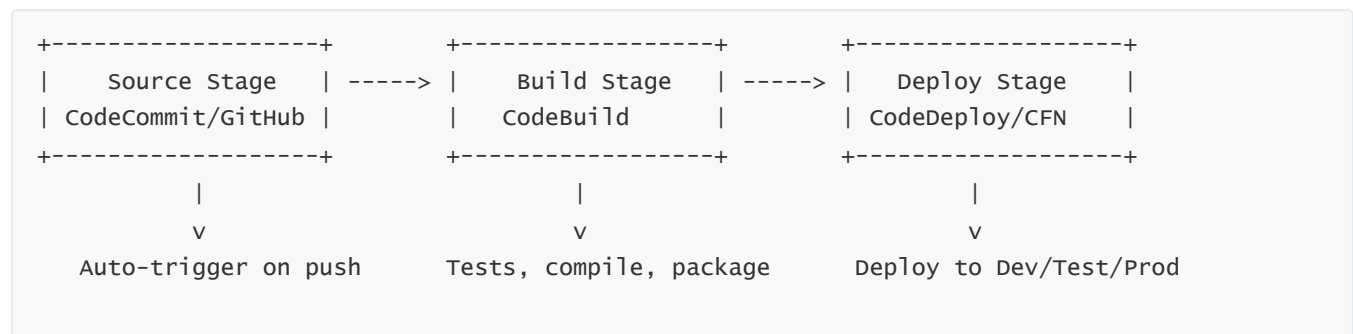 +-------------------+ +------------------+ +-------------------+
| Source Stage | -----> | Build Stage | -----> | Deploy Stage |
| CodeCommit/GitHub | | CodeBuild | | CodeDeploy/CFN |
+-------------------+ +------------------+ +-------------------+
| | |
v v v
Auto-trigger on push Tests, compile, package Deploy to Dev/Test/Prod